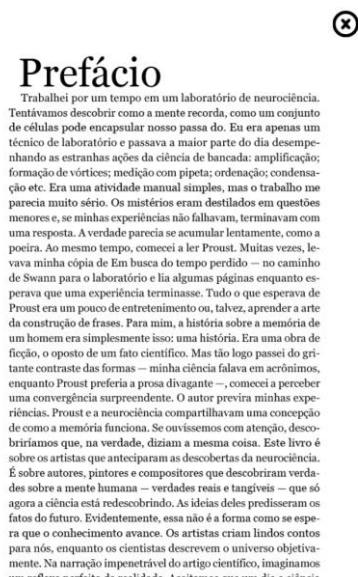 Prefácio
Trabalhei por um tempo em um laboratório de neurociência.
Tentávamos descrever como a mente recorda, como um conjunto
de células pode encapsular nosso passa do. Eu era apenas um
técnico de laboratório e passava a maior parte do dia desempe-
nhando as estranhas ações da ciência de bancada: amplificação;
formação de vórtices; medição com pipeta; ordenação; condensa-
ção etc. Era uma atividade manual simples, mas o trabalho me
parecia muito sério. Os mistérios eram destilados em questões
menores e, se minhas experiências não falhavam, terminavam com
uma resposta. A verdade parecia se acumular lentamente, como a
poeira. Ao mesmo tempo, comecei a ler Proust. Muitas vezes, le-
vava minha cópia de Em busca do tempo perdido — no caminho
de Swann para o laboratório e lia algumas páginas enquanto es-
perava que uma experiência terminasse. Tudo o que esperava de
Proust era um pouco de entretenimento ou, talvez, aprender a arte
da construção de frases. Para mim, a história sobre a memória de
um homem era simplesmente isso: uma história. Era uma obra de
ficção, o oposto de um fato científico. Mas tão logo passei do gri-
tante contraste das formas — minha ciência falava em acrônimos,
enquanto Proust preferia a prosa divagante —, comecei a perceber
uma convergência surpreendente. O autor previra minhas expe-
riências. Proust e a neurociência compartilhavam uma concepção
de como a memória funciona. Se ouvíssemos com atenção, desco-
briríamos que, na verdade, diziam a mesma coisa. Este livro é
sobre os artistas que anteciparam as descobertas da neurociência.
É sobre autores, pintores e compositores que descobriram verda-
des sobre a mente humana — verdades reais e tangíveis — que só
agora a ciência está redescobrindo. As ideias deles predisseram os
fatos do futuro. Evidentemente, essa não é a forma como se espe-
ra que o conhecimento avance. Os artistas criam lindos contos
para nós, enquanto os cientistas descrevem o universo objetiva-
mente. Na narração impenetrável do artigo científico, imaginamos